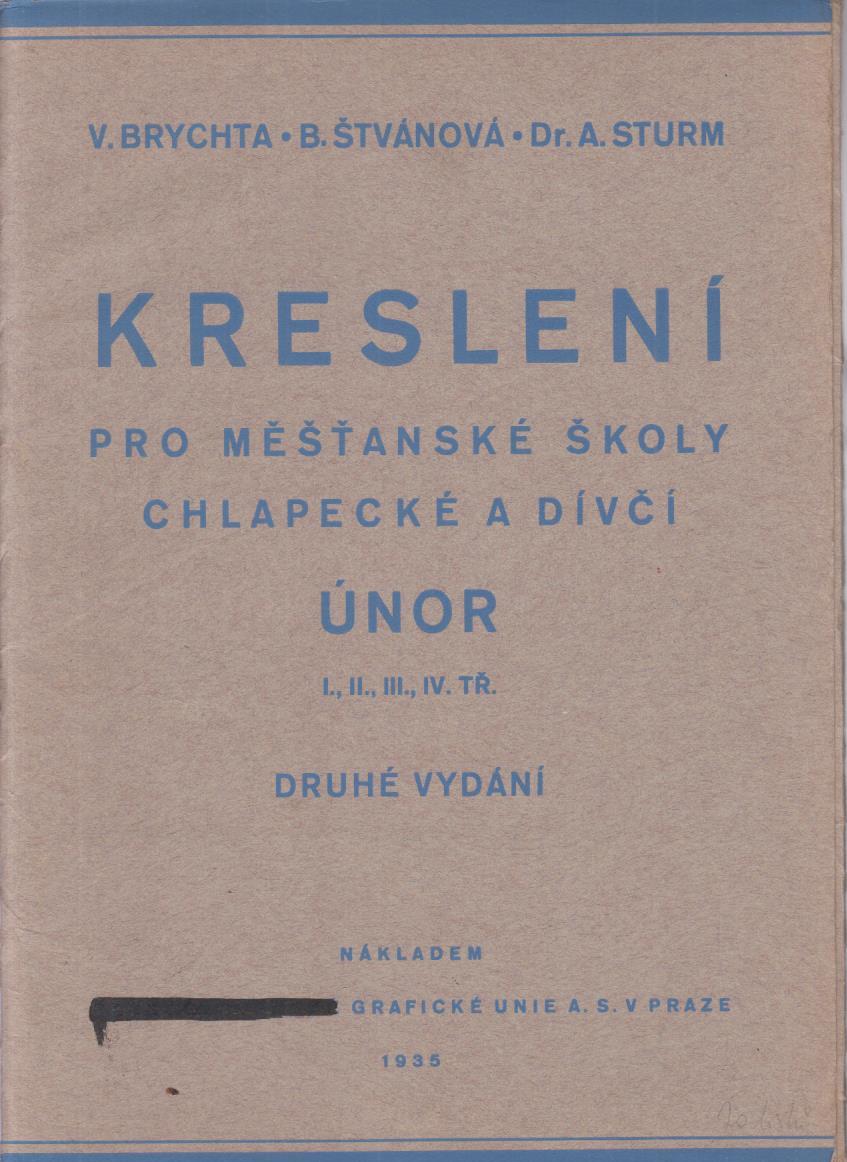 V. BRYCHTA • B. ŠTVÁNOVÁ • Dr. A. STURM
KRESLENÍ
PRO MĚŠŤANSKÉ ŠKOLY
CHLAPECKÉ A DÍVČÍ
ÚNOR
I., II., III., IV. TŘ.
DRUHÉ VYDÁNÍ
NÁKLADEM
GRAFICKÉ UNIE A. S. V PRAZE
1935